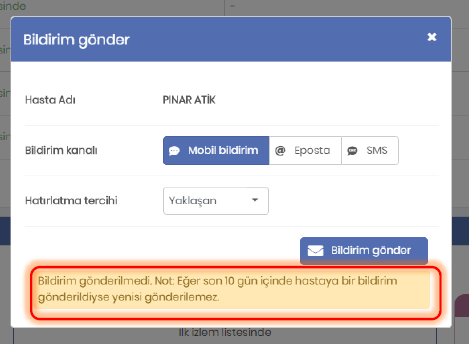 sinde
-
Bildirim gönder
Hasta Adı PINAR ATİK
Bildirim kanalı Mobil bildirim Eposta SMS
Hatırlatma tercihi Yaklaşan
Bildirim gönder
Bildirim gönderilmedi. Not: Eğer son 10 gün içinde hastaya bir bildirim
gönderildiyse yenisi gönderilemez.
İlk izlem listesinde